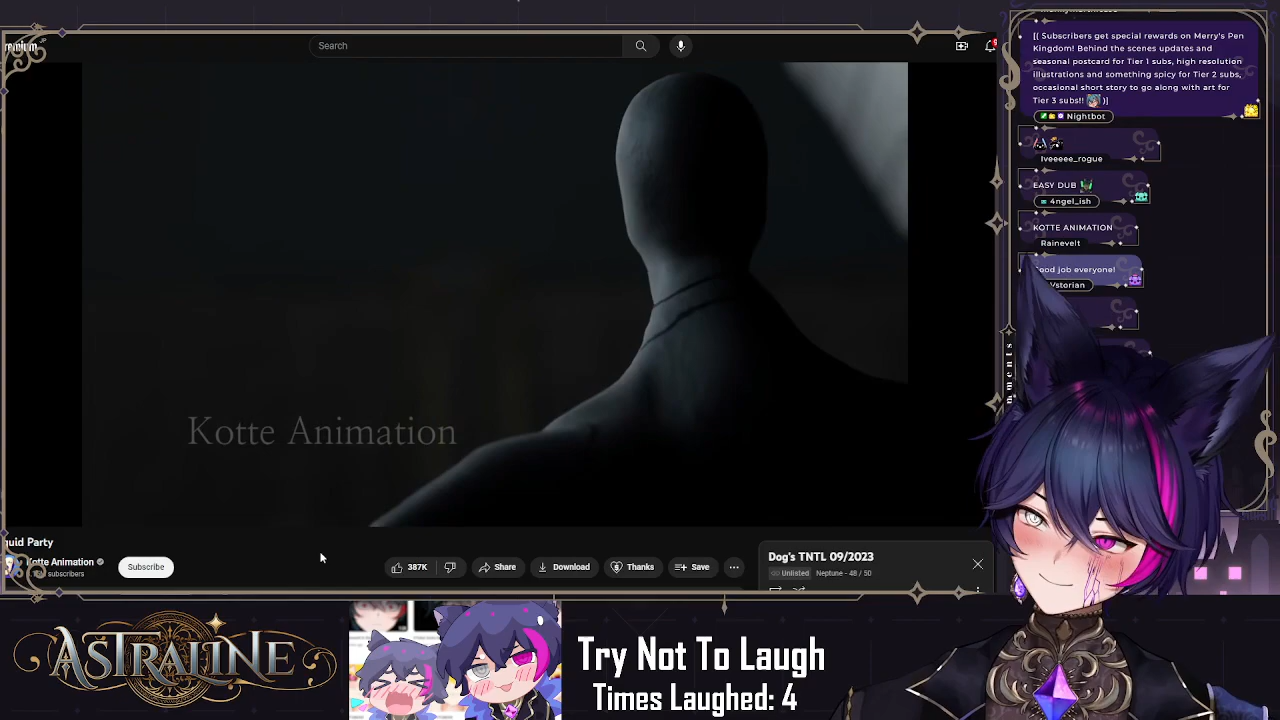 Search
Kotte Animation
Kotte Animation
Subscribe
387K
Share
Download
Thanks
Save
Dog's TNTL 09/2023
Unlisted
Neptune - 48 / 50
[( Subscribers get special rewards on Merry's Pen
Kingdom! Behind the scenes updates and
seasonal postcard for Tier 1 subs, high resolution
illustrations and something spicy for Tier 2 subs,
occasional short story to go along with art for
Tier 3 subs!! )]
Nightbot
Iveeeee_rogue
EASY DUB
4ngel_ish
KOTTE ANIMATION
Rainevelt
Good job everyone!
Vstorian
ments
ASTRALINE
Try Not To Laugh
Times Laughed: 4